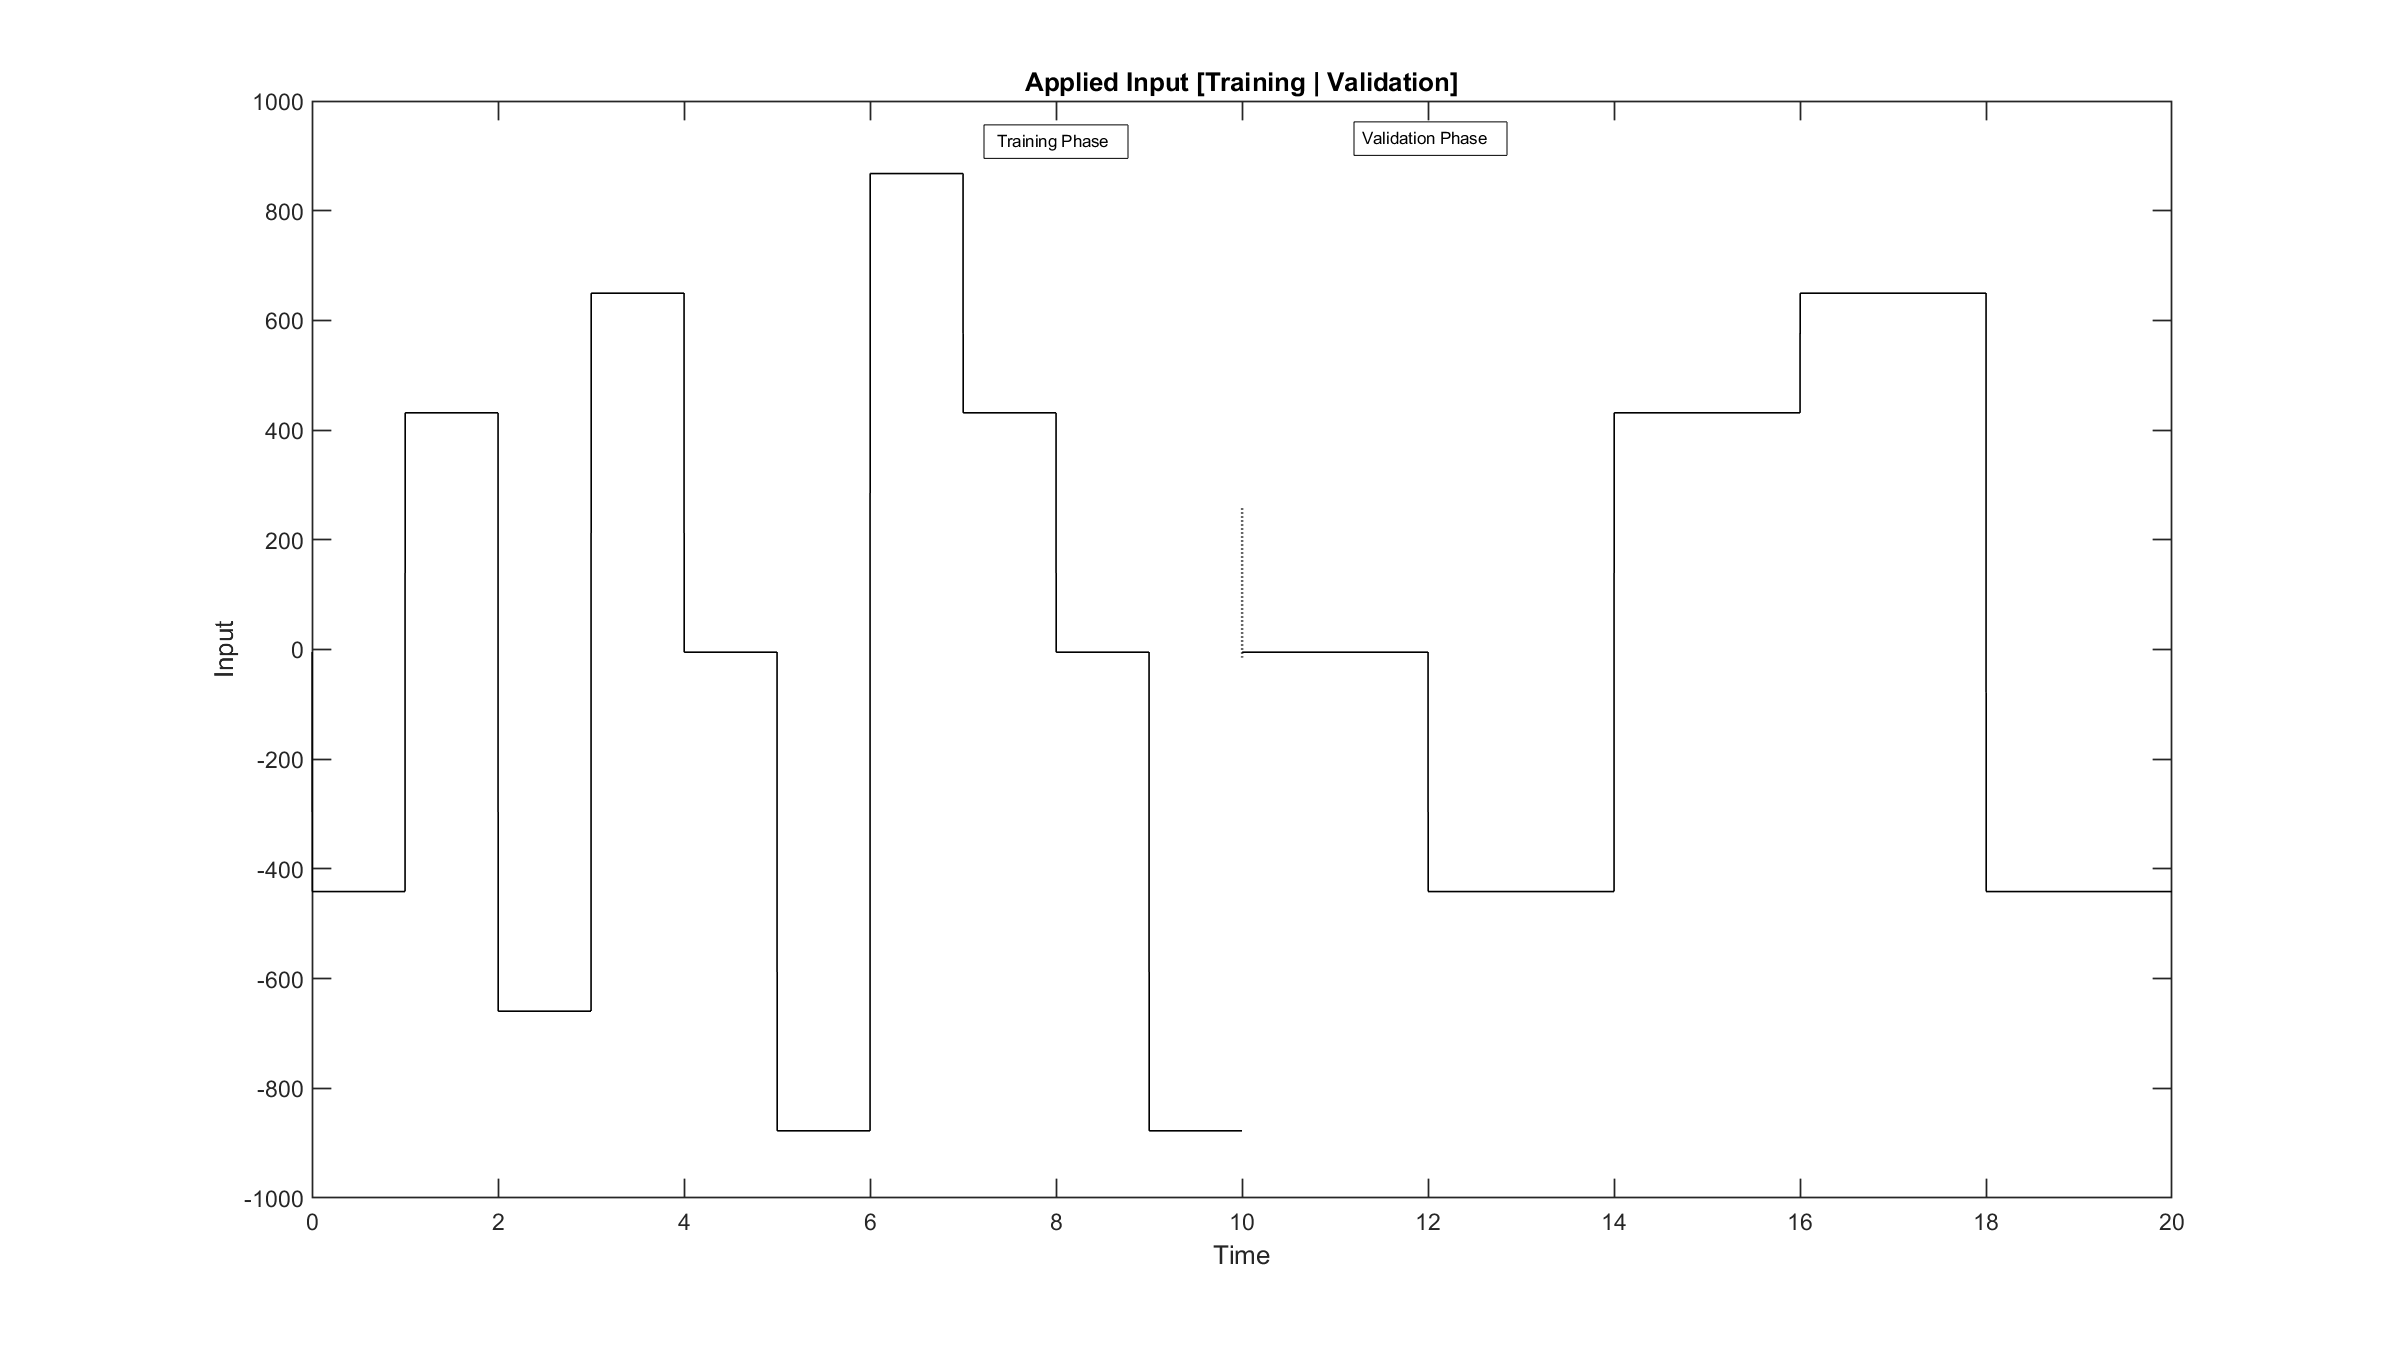 Applied Input [Training | Validation]
1000
Training Phase
Validation Phase
800
600
400
200
0
Input
-200
-400
-600
-800
-1000
0 2 4 6 8 10 12 14 16 18 20
Time